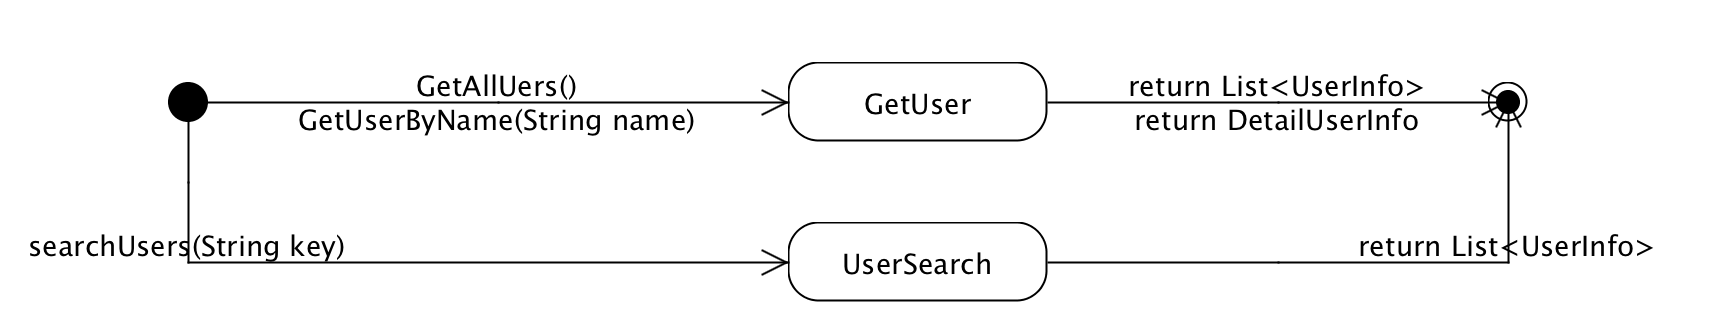 GetAllUers()
GetUserByName(String name)
GetUser
return List<UserInfo>
return DetailUserInfo
searchUsers(String key)
UserSearch
return List<UserInfo>